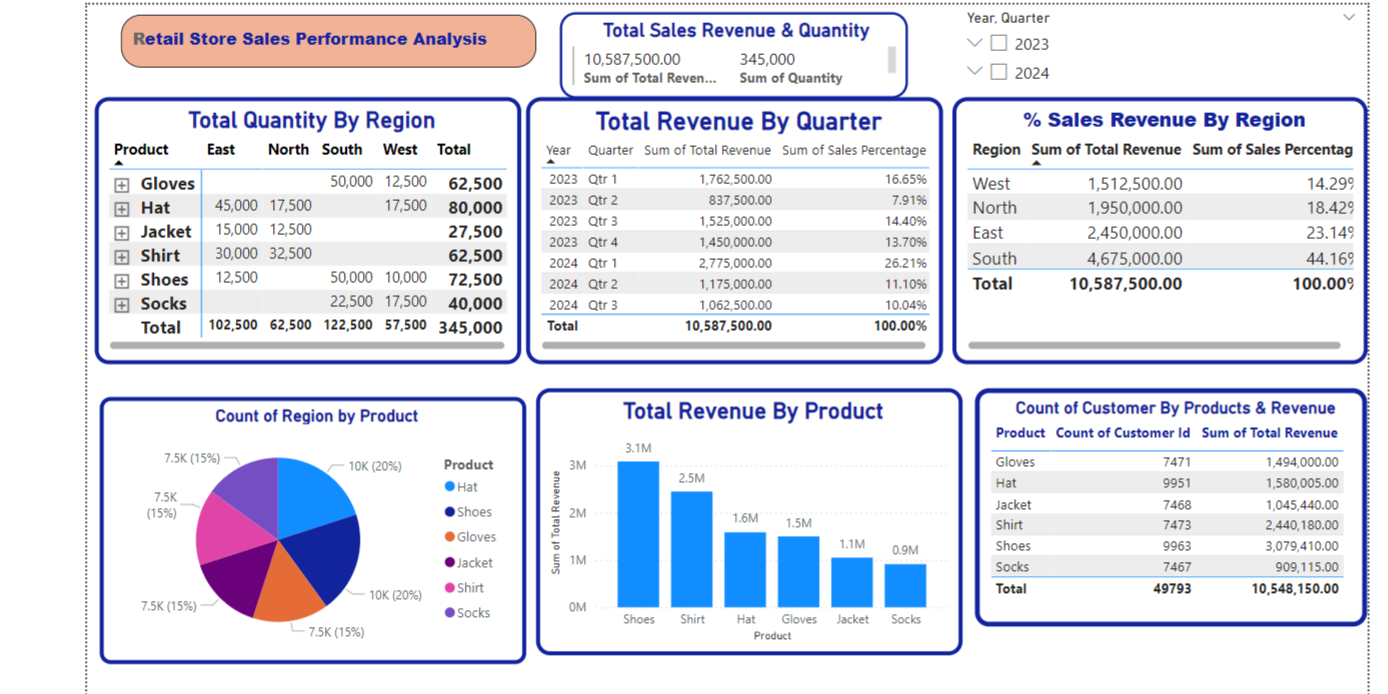 Retail Store Sales Performance Analysis
Total Sales Revenue & Quantity
10,587,500.00 345,000
Sum of Total Reven... Sum of Quantity
Year, Quarter
2023
2024
Total Quantity By Region
Product East North South West Total
Gloves 50,000 12,500 62,500
Hat 45,000 17,500 17,500 80,000
Jacket 15,000 12,500 27,500
Shirt 30,000 32,500 62,500
Shoes 12,500 50,000 10,000 72,500
Socks 22,500 17,500 40,000
Total 102,500 62,500 122,500 57,500 345,000
Total Revenue By Quarter
Year Quarter Sum of Total Revenue Sum of Sales Percentage
2023 Qtr 1 1,762,500.00 16.65%
2023 Qtr 2 837,500.00 7.91%
2023 Qtr 3 1,525,000.00 14.40%
2023 Qtr 4 1,450,000.00 13.70%
2024 Qtr 1 2,775,000.00 26.21%
2024 Qtr 2 1,175,000.00 11.10%
2024 Qtr 3 1,062,500.00 10.04%
Total 10,587,500.00 100.00%
% Sales Revenue By Region
Region Sum of Total Revenue Sum of Sales Percentag
West 1,512,500.00 14.29%
North 1,950,000.00 18.42%
East 2,450,000.00 23.14%
South 4,675,000.00 44.16%
Total 10,587,500.00 100.00%
Count of Region by Product
7.5K (15%)
10K (20%)
7.5K
(15%)
7.5K (15%)
10K (20%)
7.5K (15%)
Product
Hat
Shoes
Gloves
Jacket
Shirt
Socks
Total Revenue By Product
Sum of Total Revenue
3M
2M
1M
0M
3.1M
2.5M
1.6M
1.5M
1.1M
0.9M
Shoes Shirt Hat Gloves Jacket Socks
Product
Count of Customer By Products & Revenue
Product Count of Customer Id Sum of Total Revenue
Gloves 7471 1,494,000.00
Hat 9951 1,580,005.00
Jacket 7468 1,045,440.00
Shirt 7473 2,440,180.00
Shoes 9963 3,079,410.00
Socks 7467 909,115.00
Total 49793 10,548,150.00